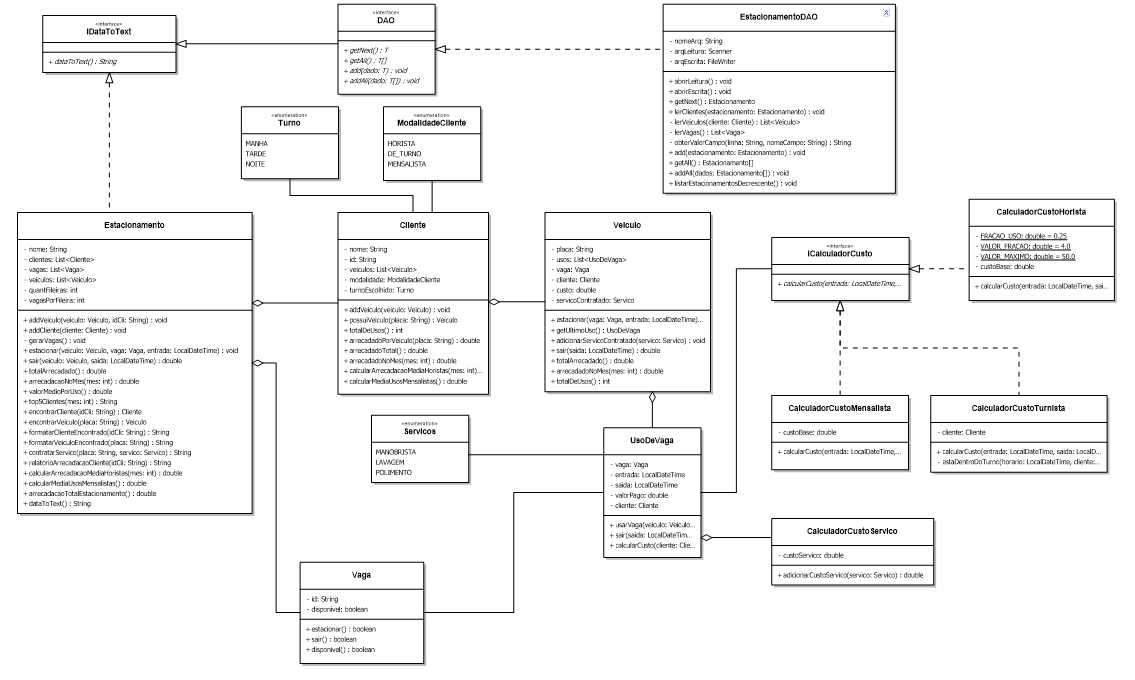 «interface»
IDataToText
+ dataToText() : String
«interface»
DAO
+ getNext() : T
+ getAll() : T[]
+ add(dado: T) : void
+ addAll(dado: T[]) : void
EstacionamentoDAO
- nomeArq: String
- arqLeitura: Scanner
- arqEscrita: FileWriter
+ abrirLeitura() : void
+ abrirEscrita() : void
+ getNext() : Estacionamento
+ lerClientes(estacionamento: Estacionamento) : void
- lerVeiculos(cliente: Cliente) : List<Veiculo>
- lerVagas() : List<Vaga>
- obterValorCampo(linha: String, nomeCampo: String) : String
+ add(estacionamento: Estacionamento) : void
+ getAll() : Estacionamento[]
+ addAll(dados: Estacionamento[]) : void
+ listarEstacionamentosDecrescente() : void
«enumeration»
Turno
MANHA
TARDE
NOITE
«enumeration»
ModalidadeCliente
HORISTA
DE_TURNO
MENSALISTA
Estacionamento
- nome: String
- clientes: List<Cliente>
- vagas: List<Vaga>
- veiculos: List<Veiculo>
- quantFileiras: int
- vagasPorFileira: int
+ addVeiculo(veiculo: Veiculo, idCli: String) : void
+ addCliente(cliente: Cliente) : void
- gerarVagas() : void
+ estacionar(veiculo: Veiculo, vaga: Vaga, entrada: LocalDateTime) : void
+ sair(veiculo: Veiculo, saida: LocalDateTime) : double
+ totalArrecadado() : double
+ arrecadacaoNoMes(mes: int) : double
+ valorMedioPorUso() : double
+ top5Clientes(mes: int) : String
+ encontrarCliente(idCli: String) : Cliente
+ encontrarVeiculo(placa: String) : Veiculo
+ formatarClienteEncontrado(idCli: String) : String
+ formatarVeiculoEncontrado(placa: String) : String
+ contratarServico(placa: String, servico: Servico) : String
+ relatorioArrecadacaoCliente(idCli: String) : String
+ calcularArrecadacaoMediaHoristas(mes: int) : double
+ calcularMediaUsosMensalistas() : double
+ arrecadacaoTotalEstacionamento() : double
+ dataToText() : String
Cliente
- nome: String
- id: String
- veiculos: List<Veiculo>
- modalidade: ModalidadeCliente
- turnoEscolhido: Turno
+ addVeiculo(veiculo: Veiculo) : void
+ possuiVeiculo(placa: String) : Veiculo
+ totalDeUsos() : int
+ arrecadadoPorVeiculo(placa: String) : double
+ arrecadadoTotal() : double
+ arrecadadoNoMes(mes: int) : double
+ calcularArrecadacaoMediaHoristas(mes: int)...
+ calcularMediaUsosMensalistas() : double
Veiculo
- placa: String
- usos: List<UsoDeVaga>
- vaga: Vaga
- cliente: Cliente
- custo: double
- servicoContratado: Servico
+ estacionar(vaga: Vaga, entrada: LocalDateTime)...
+ getUltimoUso() : UsoDeVaga
+ adicionarServicoContratado(servico: Servico) : void
+ sair(saida: LocalDateTime) : double
+ totalArrecadado() : double
+ arrecadadoNoMes(mes: int) : double
+ totalDeUsos() : int
«interface»
ICalculadorCusto
+ calcularCusto(entrada: LocalDateTime,...
CalculadorCustoHorista
- FRACAO_USO: double = 0.25
- VALOR_FRACAO: double = 4.0
- VALOR_MAXIMO: double = 50.0
- custoBase: double
+ calcularCusto(entrada: LocalDateTime, sai...
CalculadorCustoMensalista
- custoBase: double
+ calcularCusto(entrada: LocalDateTime,...
CalculadorCustoTurnista
- cliente: Cliente
+ calcularCusto(entrada: LocalDateTime, saida: LocalD...
- estaDentroDoTurno(horario: LocalDateTime, cliente:...
«enumeration»
Servicos
MANOBRISTA
LAVAGEM
POLIMENTO
UsoDeVaga
- vaga: Vaga
- entrada: LocalDateTime
- saida: LocalDateTime
- valorPago: double
- cliente: Cliente
+ usarVaga(veiculo: Veiculo...
+ sair(saida: LocalDateTim...
+ calcularCusto(cliente: Clie...
CalculadorCustoServico
- custoServico: double
+ adicionarCustoServico(servico: Servico) : double
Vaga
- id: String
- disponivel: boolean
+ estacionar() : boolean
+ sair() : boolean
+ disponivel() : boolean